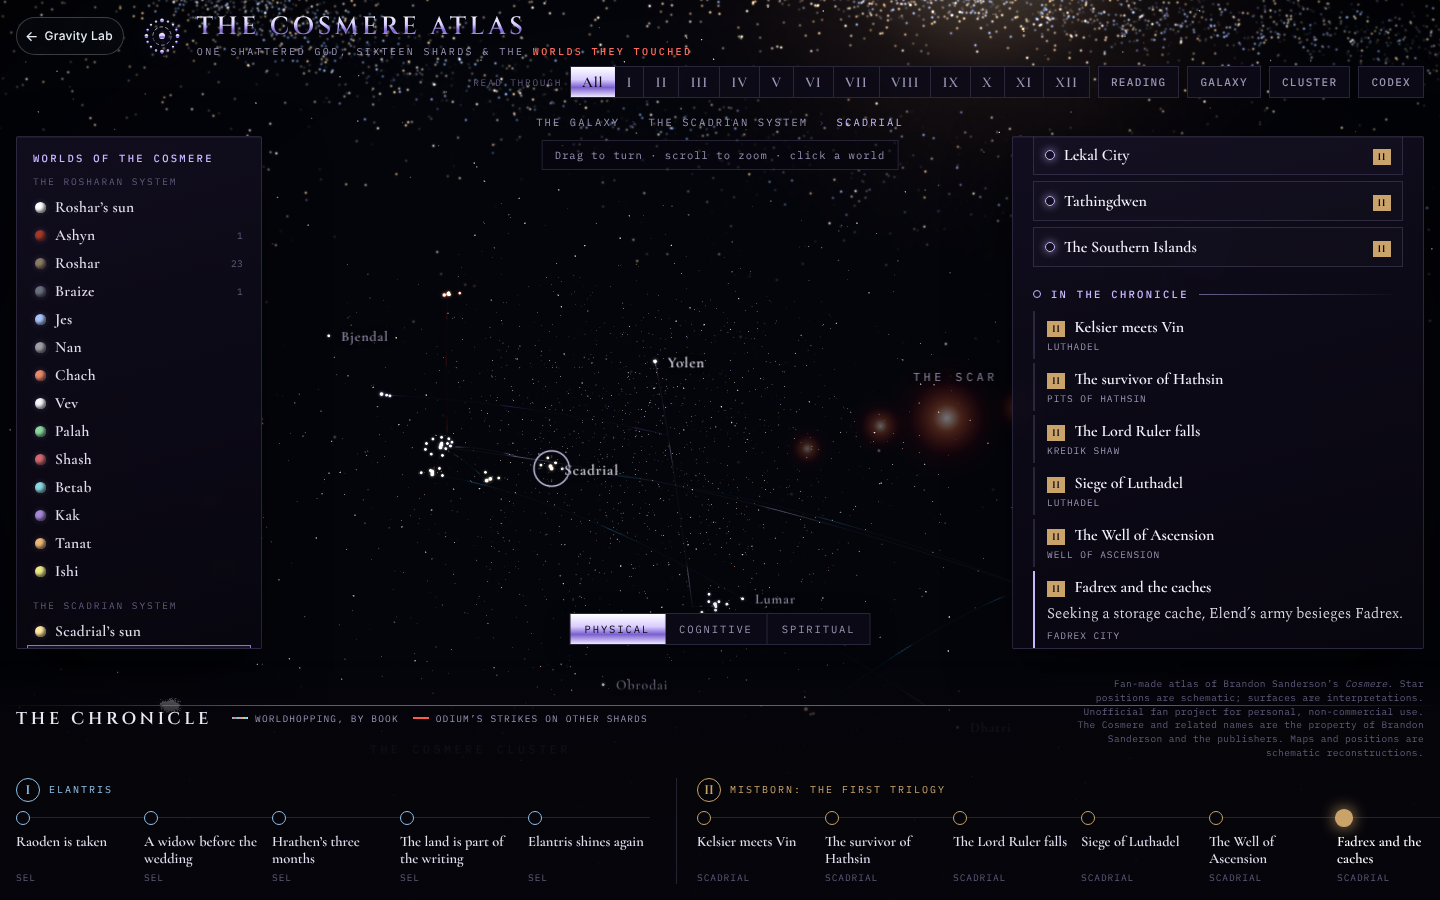 ← Gravity Lab
THE COSMERE ATLAS
ONE SHATTERED GOD, SIXTEEN SHARDS & THE WORLDS THEY TOUCHED
READ THROUGH
All I II III IV V VI VII VIII IX X XI XII
READING GALAXY CLUSTER CODEX
THE GALAXY THE SCADRIAN SYSTEM SCADRIAL
Drag to turn · scroll to zoom · click a world
WORLDS OF THE COSMERE
THE ROSHARAN SYSTEM
Roshar’s sun
Ashyn 1
Roshar 23
Braize 1
Jes
Nan
Chach
Vev
Palah
Shash
Betab
Kak
Tanat
Ishi
THE SCADRIAN SYSTEM
Scadrial’s sun
Bjendal
Yolen
THE SCAR
Scadrial
Lumar
Obrodai
Dhatri
THE COSMERE CLUSTER
PHYSICAL COGNITIVE SPIRITUAL
Lekal City II
Tathingdwen II
The Southern Islands II
IN THE CHRONICLE
II Kelsier meets Vin
LUTHADEL
II The survivor of Hathsin
PITS OF HATHSIN
II The Lord Ruler falls
KREDIK SHAW
II Siege of Luthadel
LUTHADEL
II The Well of Ascension
WELL OF ASCENSION
II Fadrex and the caches
Seeking a storage cache, Elend’s army besieges Fadrex.
FADREX CITY
Fan-made atlas of Brandon Sanderson’s Cosmere. Star
positions are schematic; surfaces are interpretations.
Unofficial fan project for personal, non-commercial use.
The Cosmere and related names are the property of Brandon
Sanderson and the publishers. Maps and positions are
schematic reconstructions.
THE CHRONICLE
WORLDHOPPING, BY BOOK
ODIUM’S STRIKES ON OTHER SHARDS
I ELANTRIS
Raoden is taken
SEL
A widow before the
wedding
SEL
Hrathen’s three
months
SEL
The land is part of
the writing
SEL
Elantris shines again
SEL
II MISTBORN: THE FIRST TRILOGY
Kelsier meets Vin
SCADRIAL
The survivor of
Hathsin
SCADRIAL
The Lord Ruler falls
SCADRIAL
Siege of Luthadel
SCADRIAL
The Well of
Ascension
SCADRIAL
Fadrex and the
caches
SCADRIAL